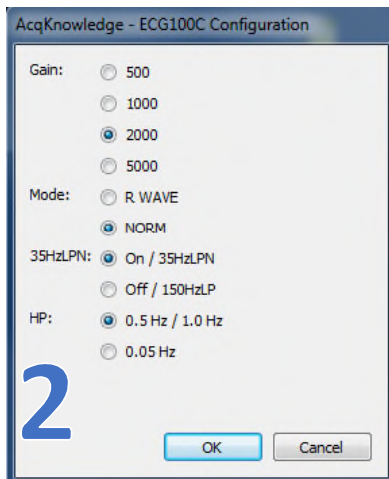 AcqKnowledge - ECG100C Configuration
Gain: 500
1000
2000
5000
Mode: R WAVE
NORM
35HzLPN: On / 35HzLPN
Off / 150HzLP
HP: 0.5 Hz / 1.0 Hz
0.05 Hz
2
OK Cancel